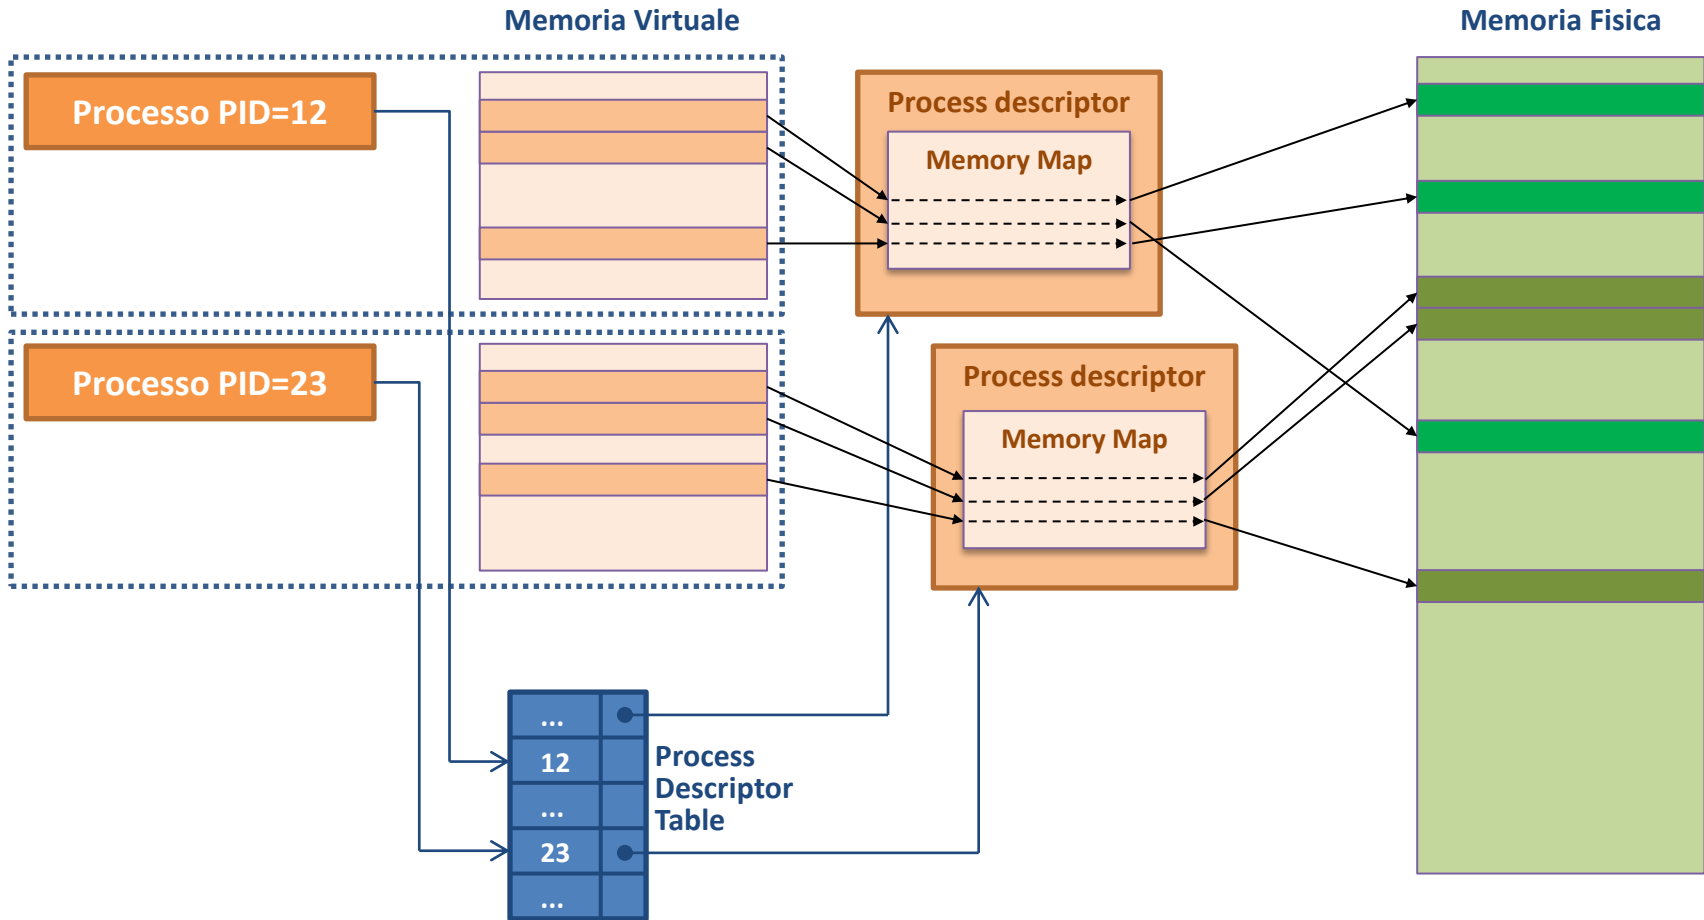 Memoria Virtuale
Memoria Fisica
Processo PID=12
Process descriptor
Memory Map
Processo PID=23
Process descriptor
Memory Map
...
12
...
23
...
Process
Descriptor
Table